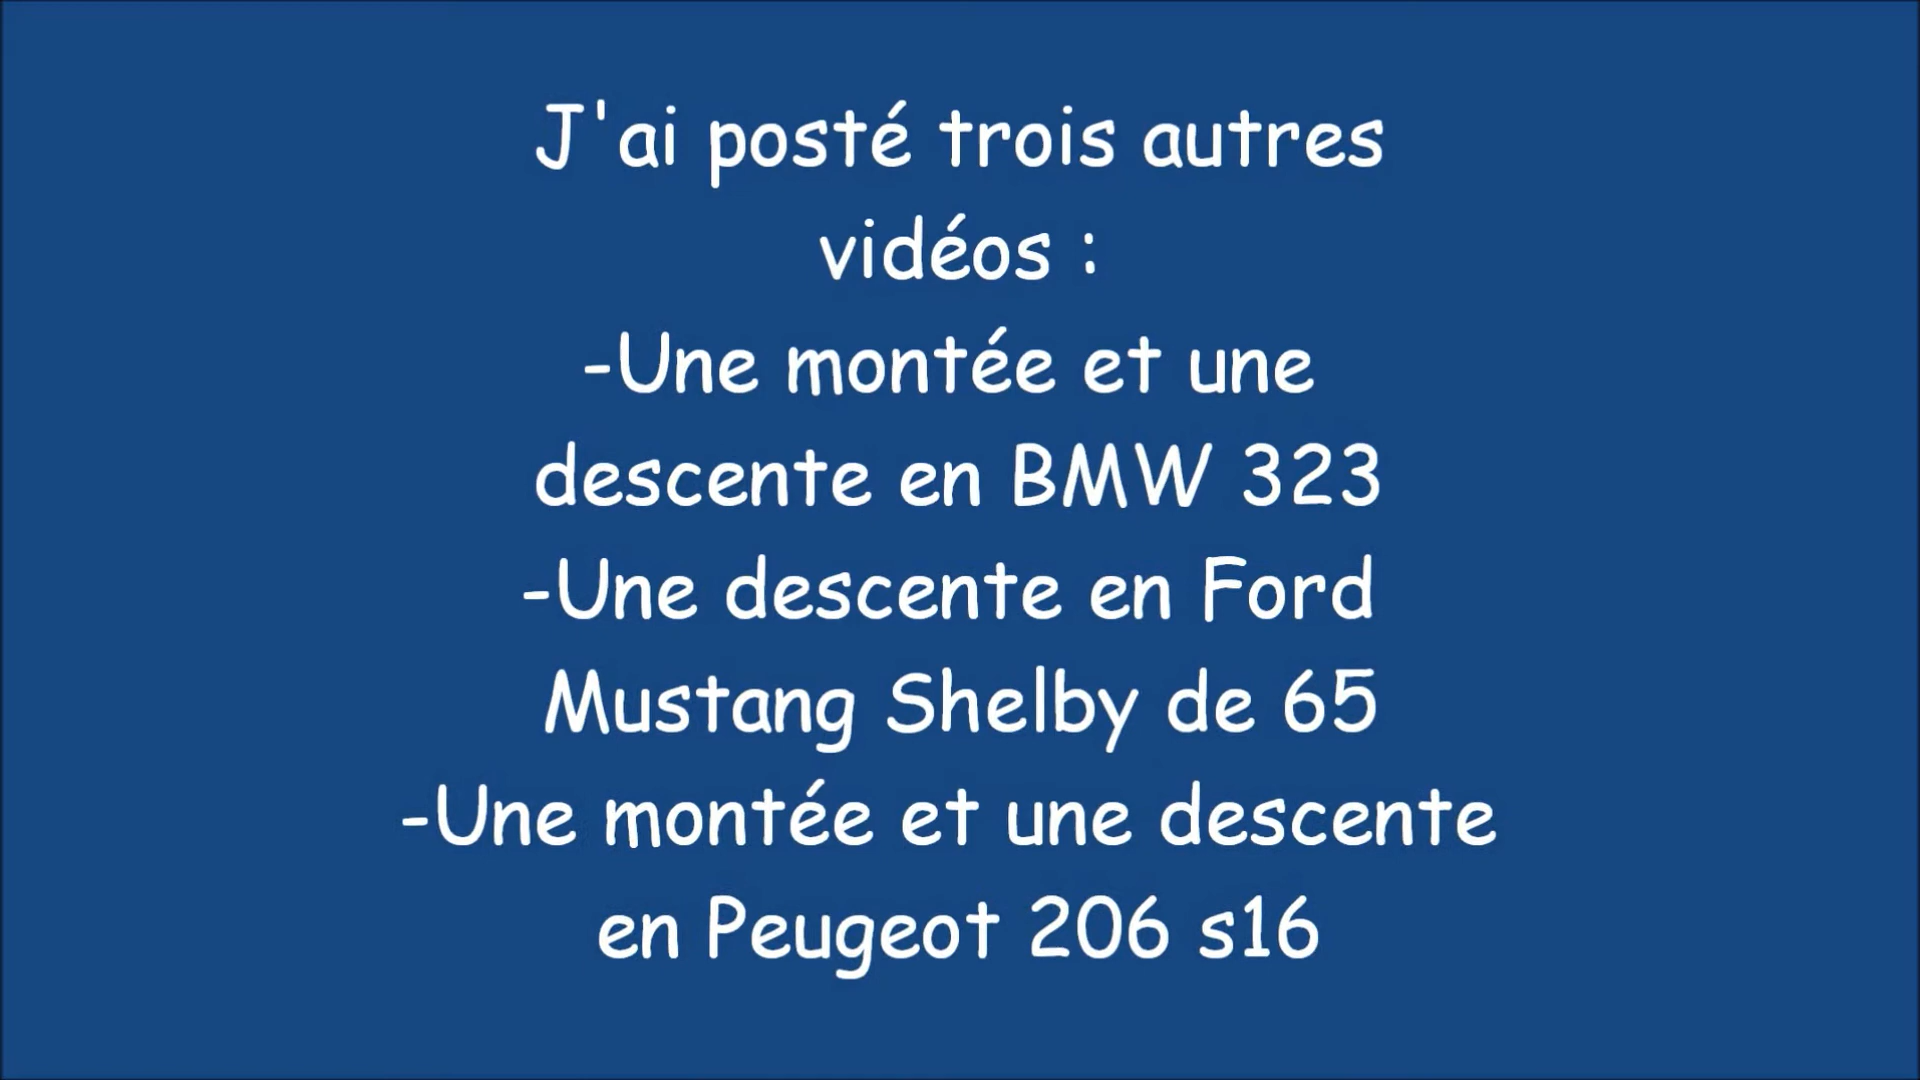 J'ai posté trois autres
vidéos :
-Une montée et une
descente en BMW 323
-Une descente en Ford
Mustang Shelby de 65
-Une montée et une descente
en Peugeot 206 s16